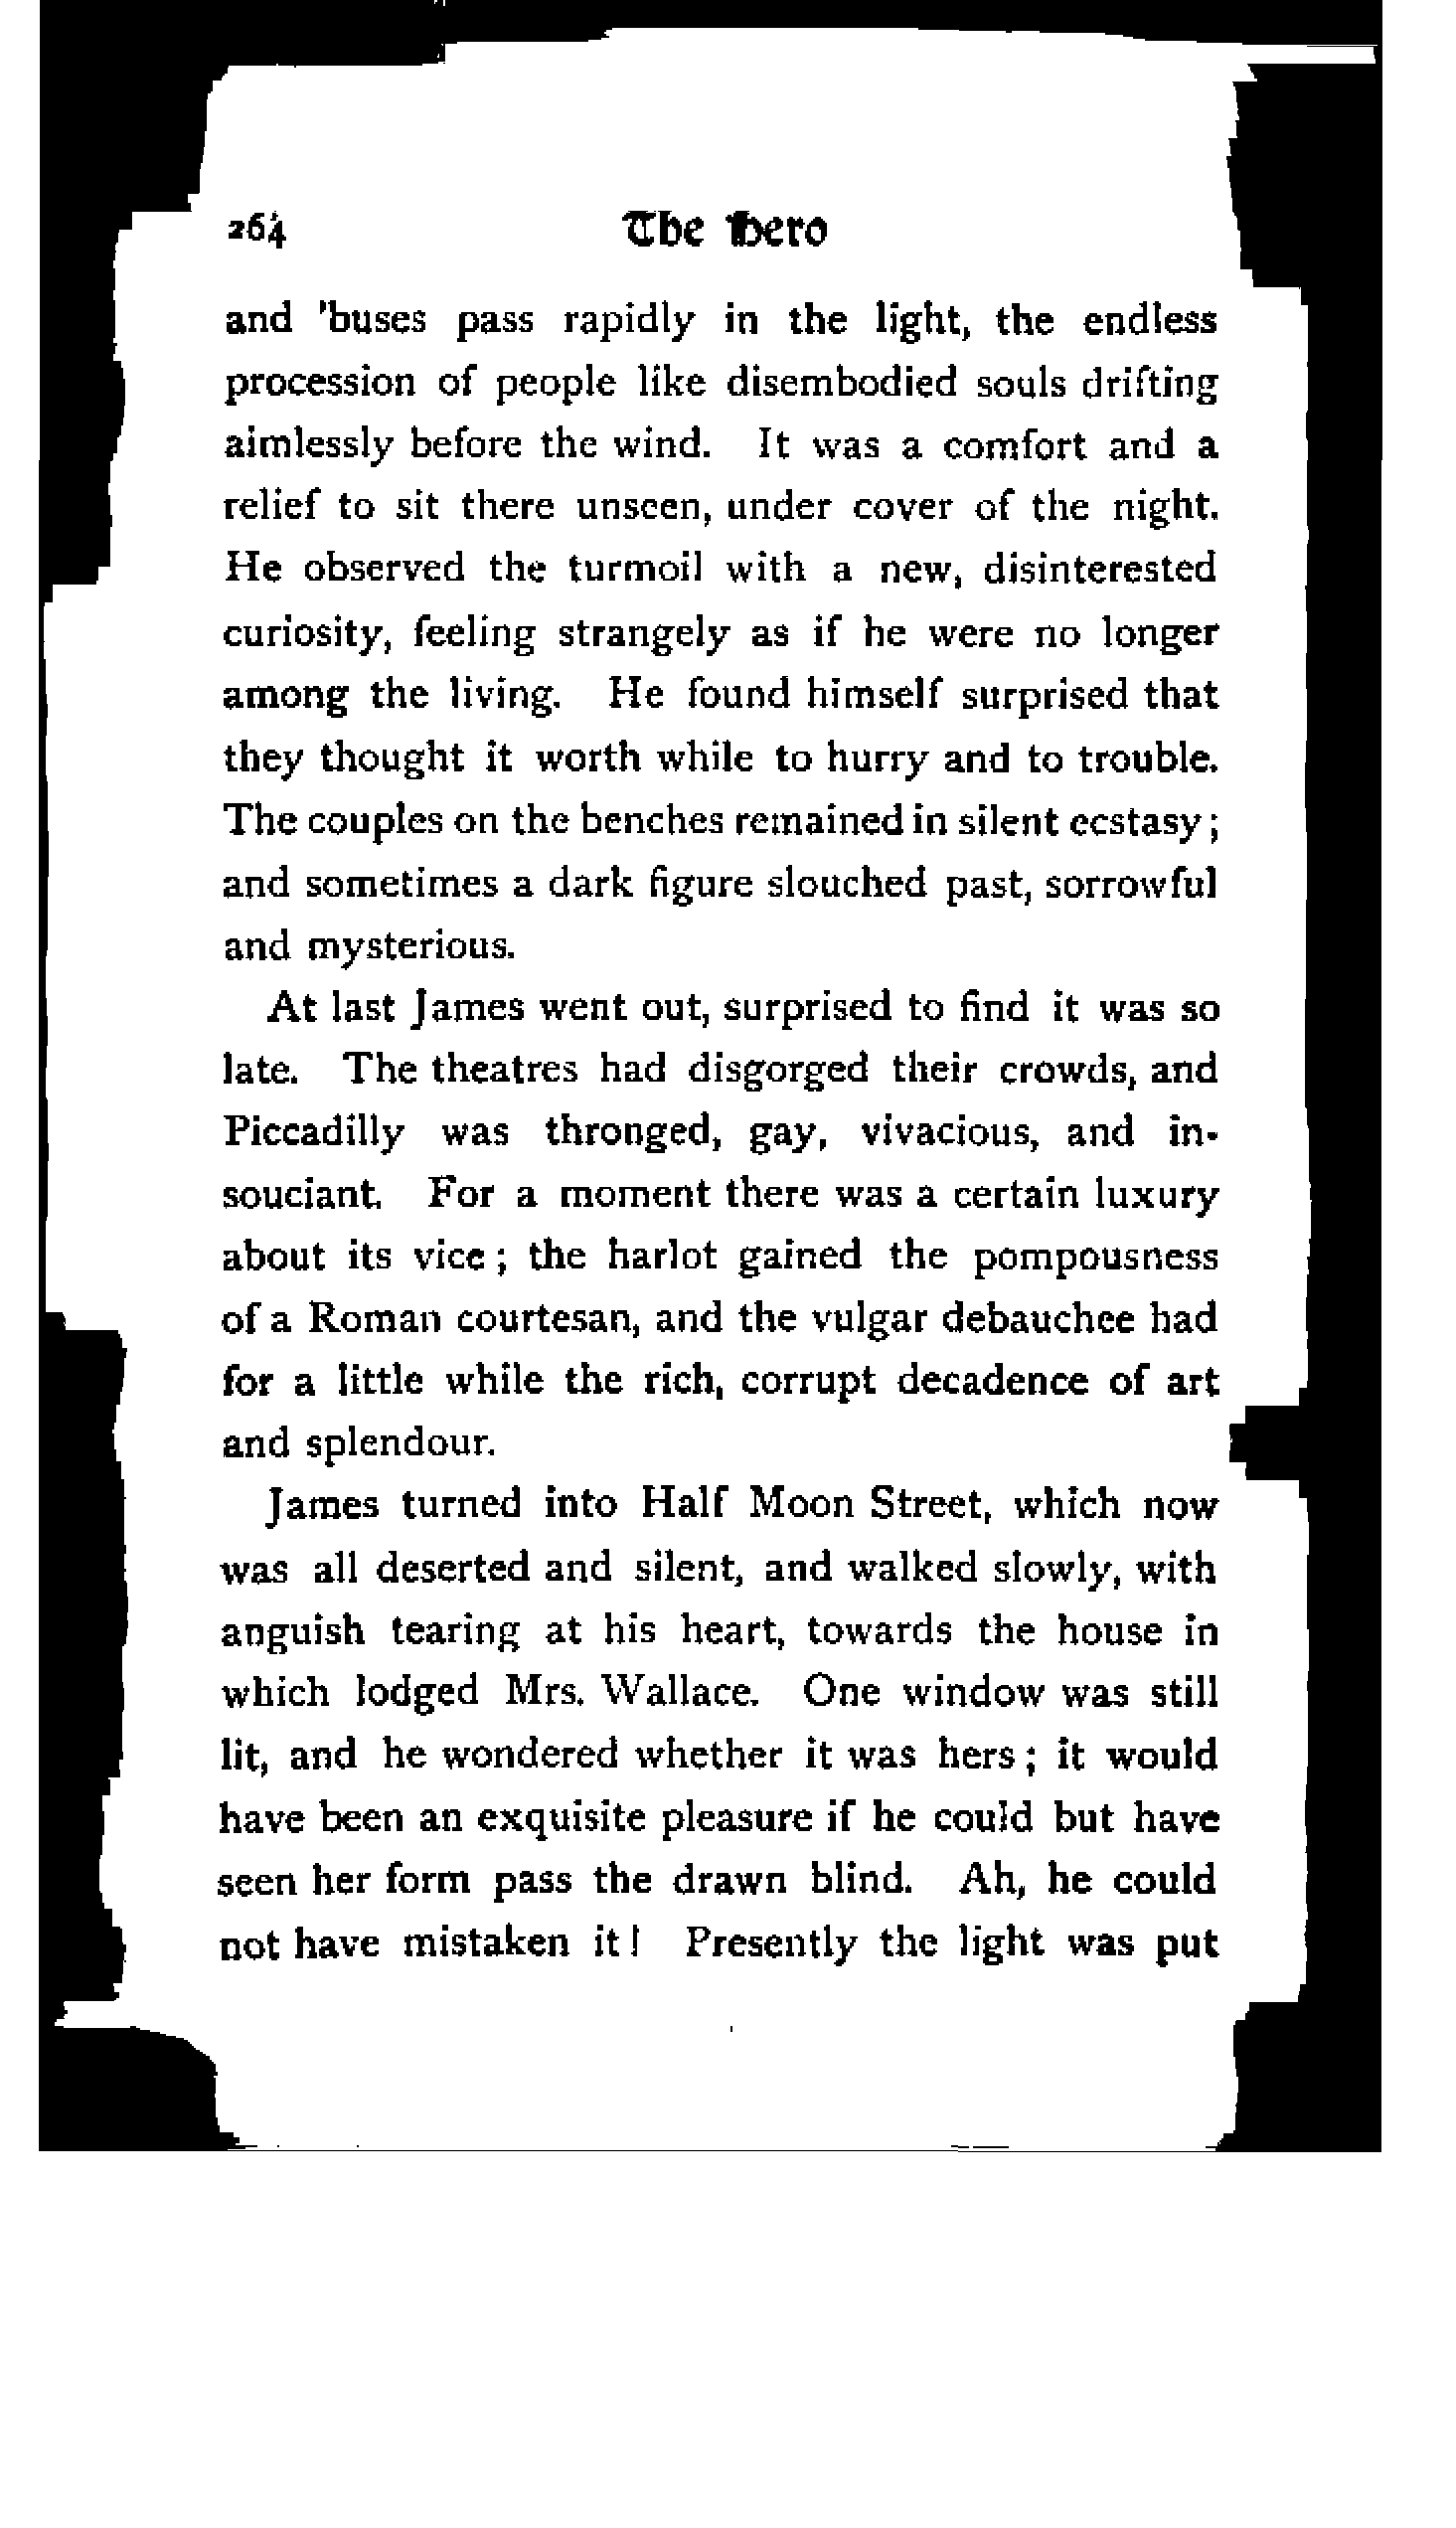 264 The Hero
and 'buses pass rapidly in the light, the endless
procession of people like disembodied souls drifting
aimlessly before the wind. It was a comfort and a
relief to sit there unseen, under cover of the night.
He observed the turmoil with a new, disinterested
curiosity, feeling strangely as if he were no longer
among the living. He found himself surprised that
they thought it worth while to hurry and to trouble.
The couples on the benches remained in silent ecstasy;
and sometimes a dark figure slouched past, sorrowful
and mysterious.
At last James went out, surprised to find it was so
late. The theatres had disgorged their crowds, and
Piccadilly was thronged, gay, vivacious, and in-
souciant. For a moment there was a certain luxury
about its vice; the harlot gained the pompousness
of a Roman courtesan, and the vulgar debauchee had
for a little while the rich, corrupt decadence of art
and splendour.
James turned into Half Moon Street, which now
was all deserted and silent, and walked slowly, with
anguish tearing at his heart, towards the house in
which lodged Mrs. Wallace. One window was still
lit, and he wondered whether it was hers; it would
have been an exquisite pleasure if he could but have
seen her form pass the drawn blind. Ah, he could
not have mistaken it! Presently the light was put